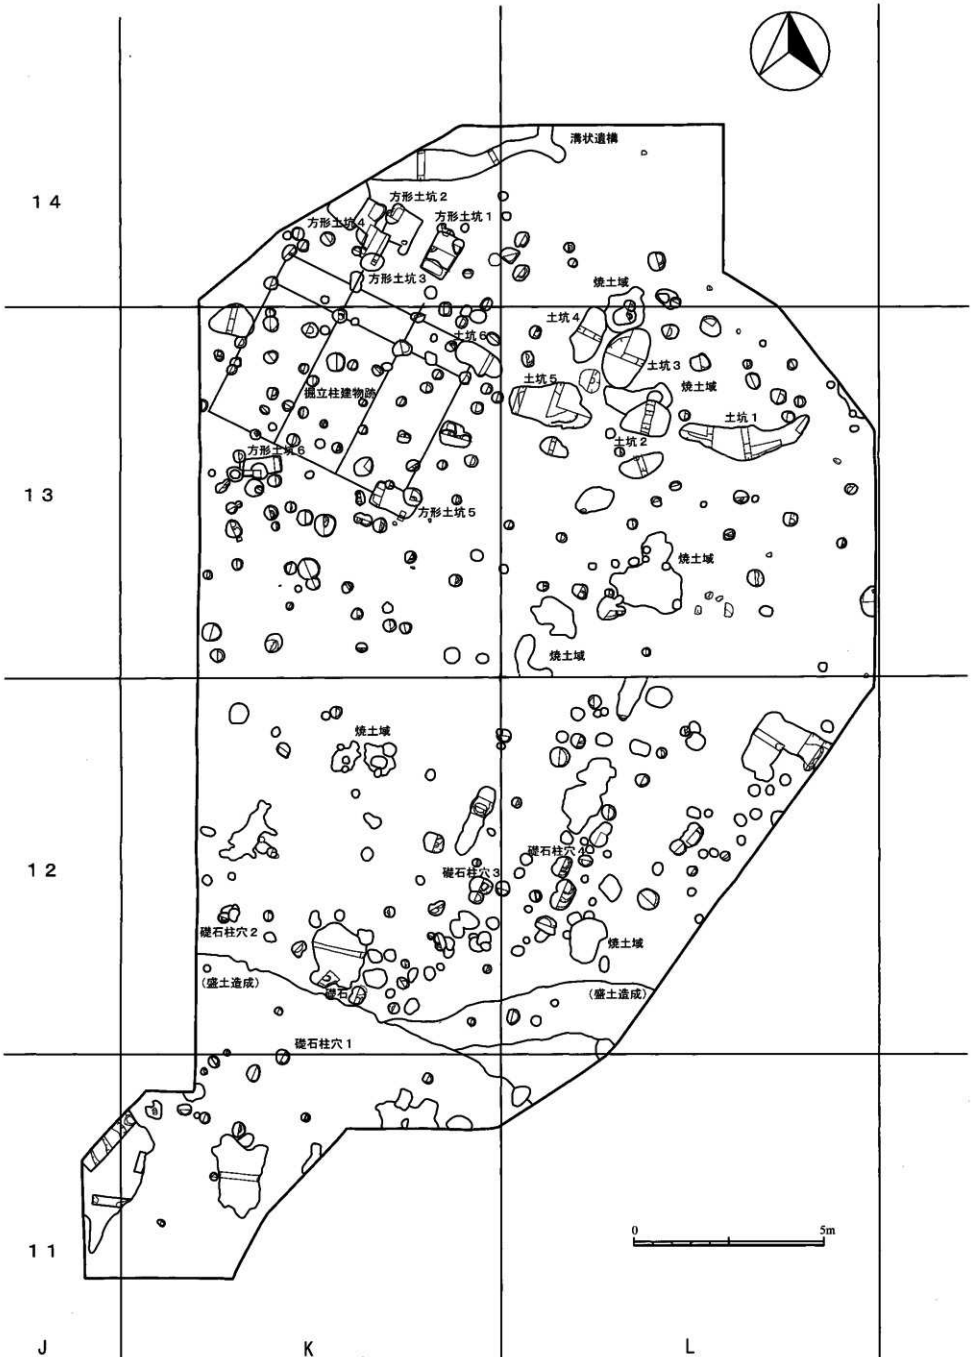 溝状遺構
１４
方形土坑２
方形土坑４
方形土坑１
方形土坑３
焼土域
土坑４
土坑６
土坑３
土坑５
焼土域
掘立柱建物跡
土坑１
土坑２
方形土坑６
１３
方形土坑５
焼土域
焼土域
焼土域
礎石柱穴４
１２
礎石柱穴３
礎石柱穴２
焼土域
（盛土造成）
礎石
（盛土造成）
礎石柱穴１
0 5m
１１
J K L